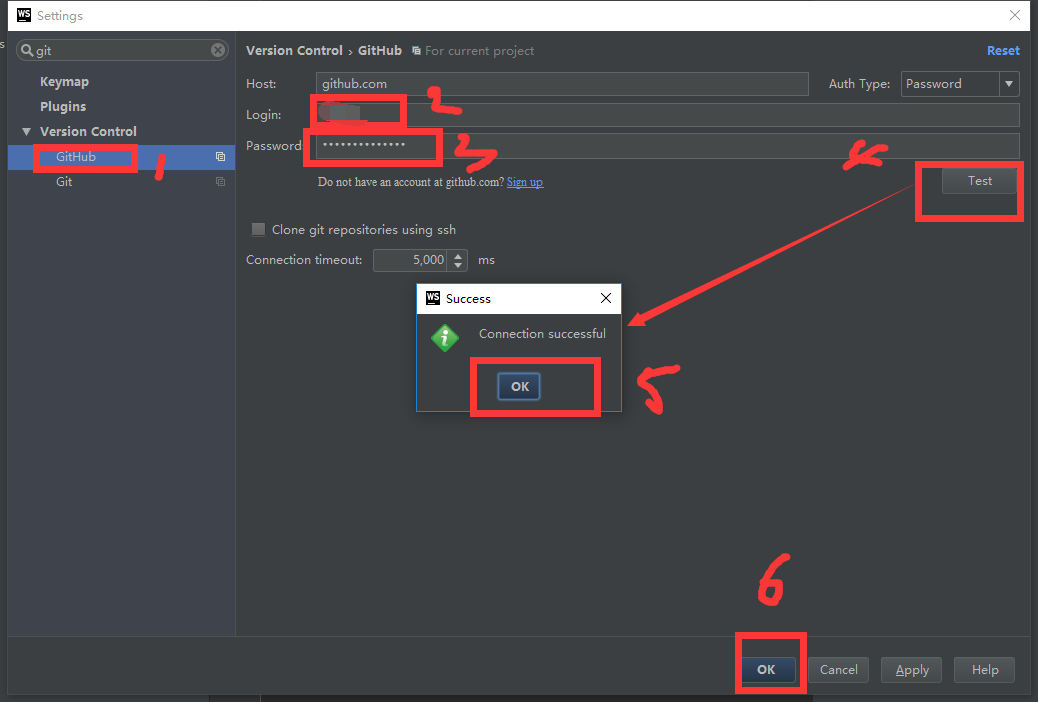 WS Settings
git
Keymap
Plugins
Version Control
GitHub
Git
1
Version Control › GitHub For current project Reset
Host: github.com Auth Type: Password
Login: 2
Password: ●●●●●●●●●●●●●● 3
4
Do not have an account at github.com? Sign up
Test
Clone git repositories using ssh
Connection timeout: 5,000 ms
WS Success
Connection successful
OK
5
6
OK Cancel Apply Help